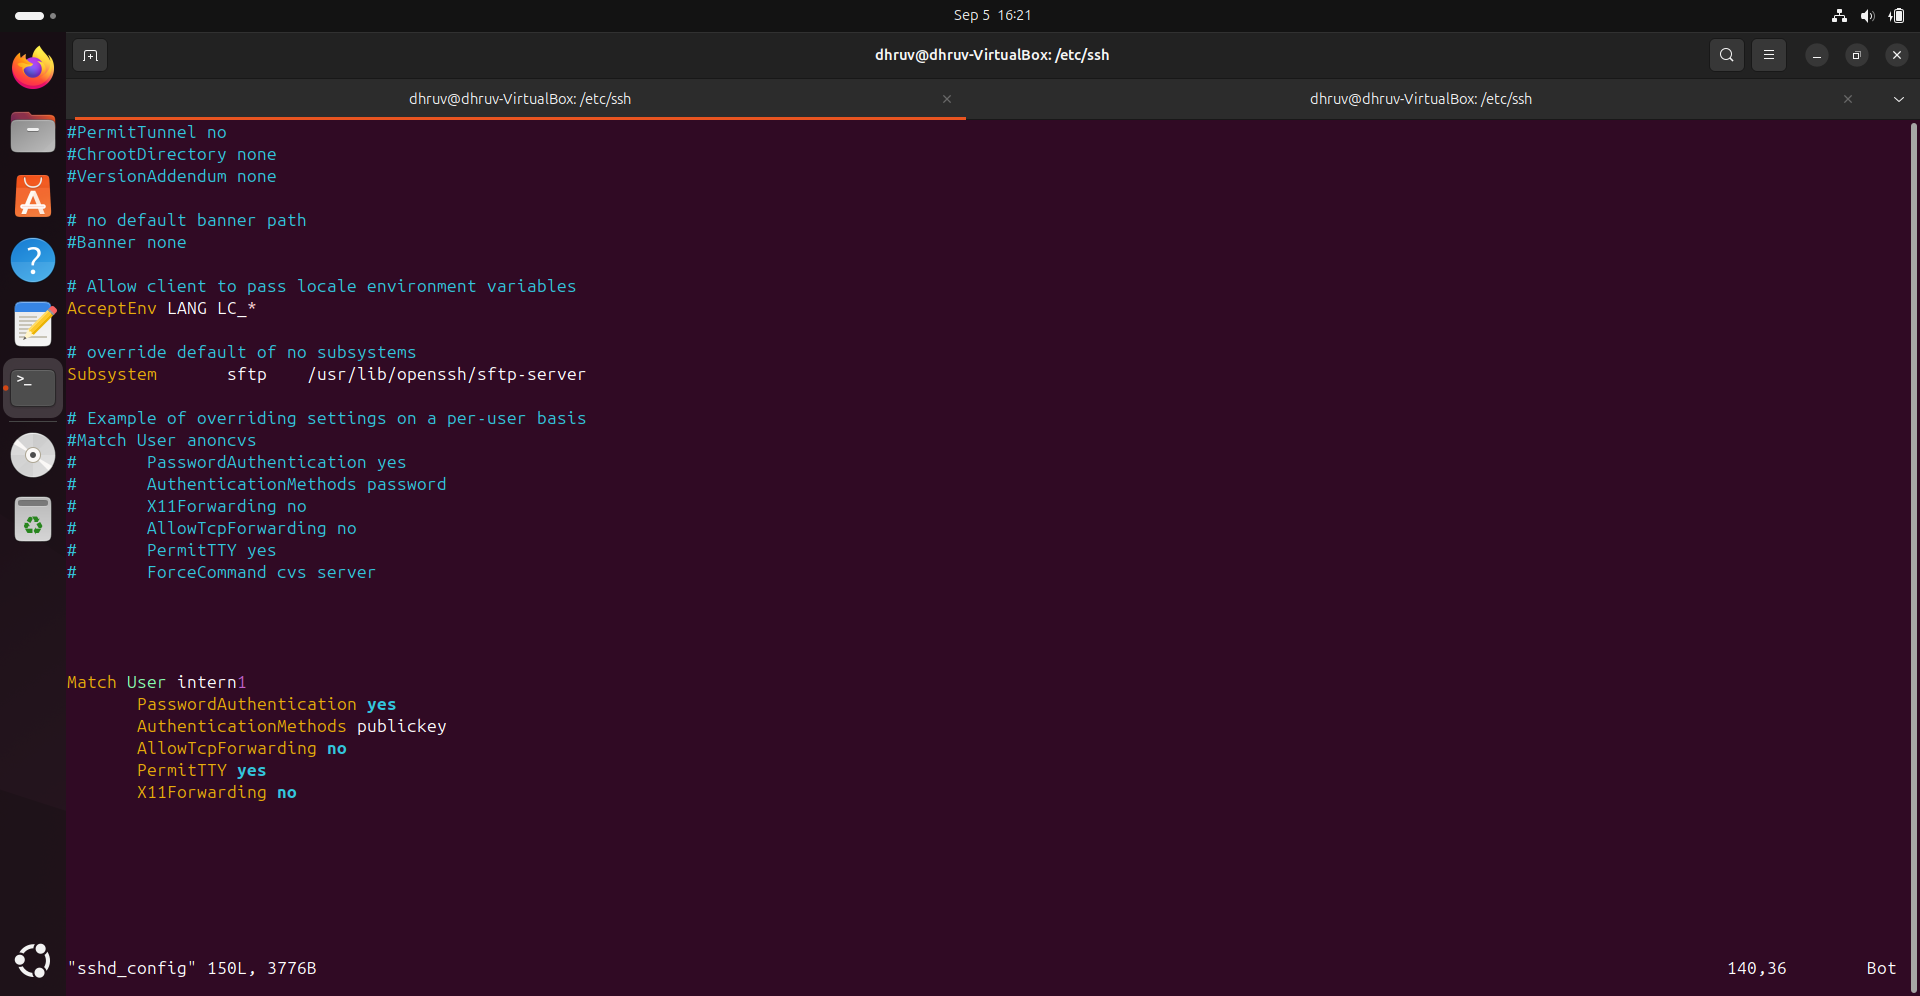 Sep 5 16:21
dhruv@dhruv-VirtualBox: /etc/ssh
dhruv@dhruv-VirtualBox: /etc/ssh
dhruv@dhruv-VirtualBox: /etc/ssh
#PermitTunnel no
#ChrootDirectory none
#VersionAddendum none
# no default banner path
#Banner none
# Allow client to pass locale environment variables
AcceptEnv LANG LC_*
# override default of no subsystems
Subsystem       sftp    /usr/lib/openssh/sftp-server
# Example of overriding settings on a per-user basis
#Match User anoncvs
#       PasswordAuthentication yes
#       AuthenticationMethods password
#       X11Forwarding no
#       AllowTcpForwarding no
#       PermitTTY yes
#       ForceCommand cvs server
Match User intern1
       PasswordAuthentication yes
       AuthenticationMethods publickey
       AllowTcpForwarding no
       PermitTTY yes
       X11Forwarding no
"sshd_config" 150L, 3776B 140,36 Bot